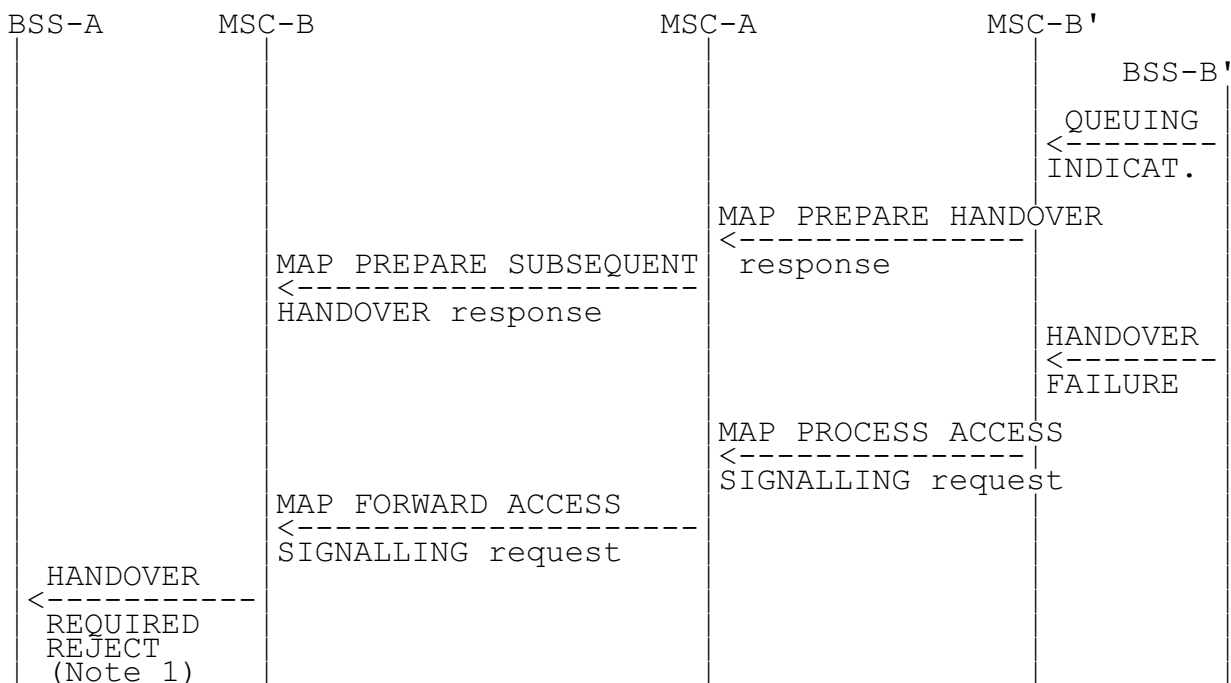 BSS-A MSC-B MSC-A MSC-B'
BSS-B'
QUEUING
INDICAT.
MAP PREPARE HANDOVER
response
MAP PREPARE SUBSEQUENT
HANDOVER response
HANDOVER
FAILURE
MAP PROCESS ACCESS
SIGNALLING request
MAP FORWARD ACCESS
SIGNALLING request
HANDOVER
REQUIRED
REJECT
(Note 1)